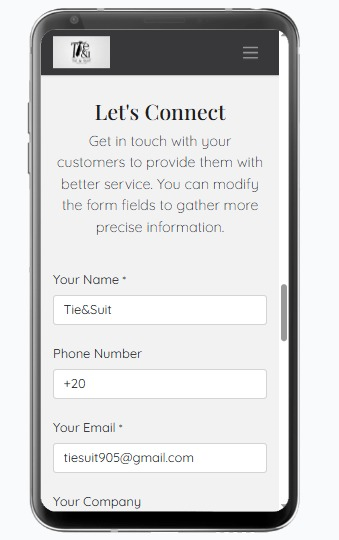 Tie&
Let's Connect
Get in touch with your
customers to provide them with
better service. You can modify
the form fields to gather more
precise information.
Your Name *
Tie&Suit
Phone Number
+20
Your Email *
tiesuit905@gmail.com
Your Company